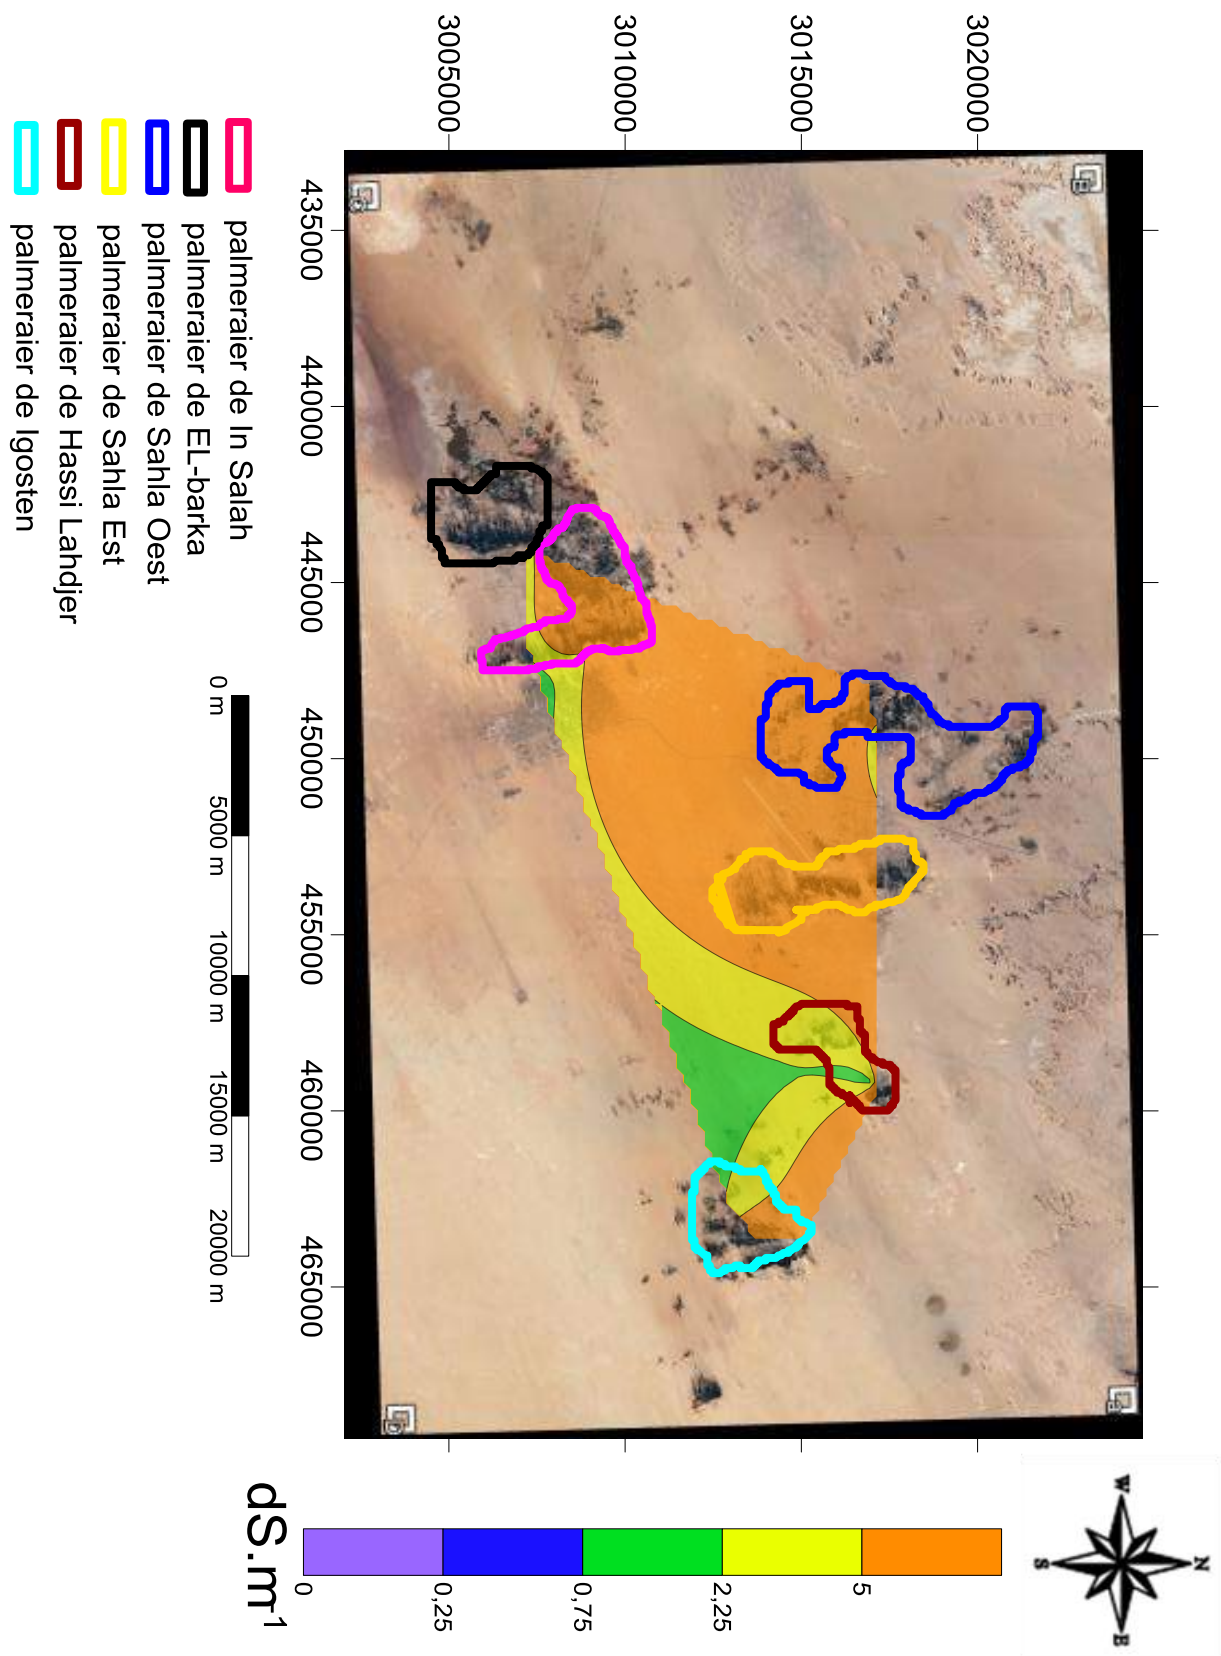 3020000
3015000
3010000
3005000
435000
440000
445000
450000
455000
460000
465000
palmeraier de In Salah
palmeraier de EL-barka
palmeraier de Sahla Oest
palmeraier de Sahla Est
palmeraier de Hassi Lahdjer
palmeraier de Igosten
0 m
5000 m
10000 m
15000 m
20000 m
N
W
E
S
0
0,25
0,75
2,25
5
dS.m-1